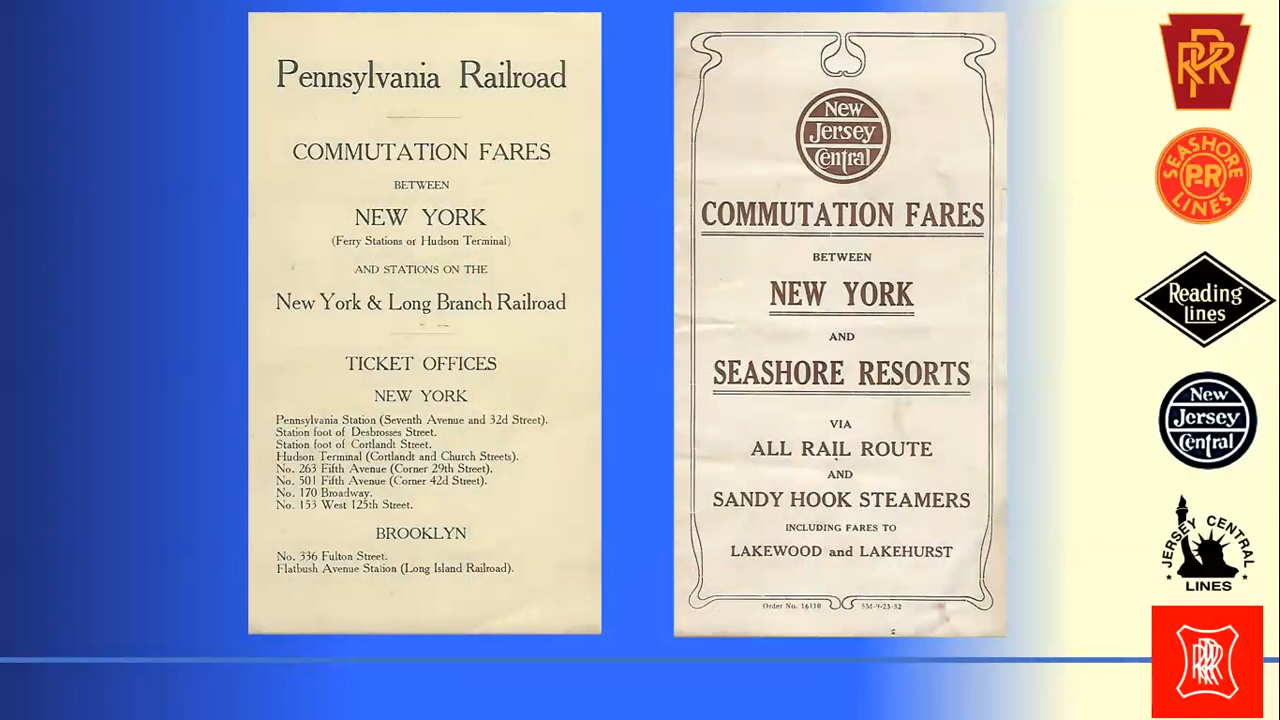 Pennsylvania Railroad
COMMUTATION FARES
BETWEEN
NEW YORK
(Ferry Stations or Hudson Terminal)
AND STATIONS ON THE
New York & Long Branch Railroad
TICKET OFFICES
NEW YORK
Pennsylvania Station (Seventh Avenue and 32d Street).
Station foot of Desbrosses Street.
Station foot of Cortlandt Street.
Hudson Terminal (Cortlandt and Church Streets).
No. 263 Fifth Avenue (Corner 29th Street).
No. 501 Fifth Avenue (Corner 42d Street).
No. 170 Broadway.
No. 153 West 125th Street.
BROOKLYN
No. 336 Fulton Street.
Flatbush Avenue Station (Long Island Railroad).
New
Jersey
Central
COMMUTATION FARES
BETWEEN
NEW YORK
AND
SEASHORE RESORTS
VIA
ALL RAIL ROUTE
AND
SANDY HOOK STEAMERS
INCLUDING FARES TO
LAKEWOOD and LAKEHURST
Order No. 16110 5M-9-23-32
PRR
SEASHORE
P-R
LINES
Reading
Lines
New
Jersey
Central
JERSEY CENTRAL
LINES